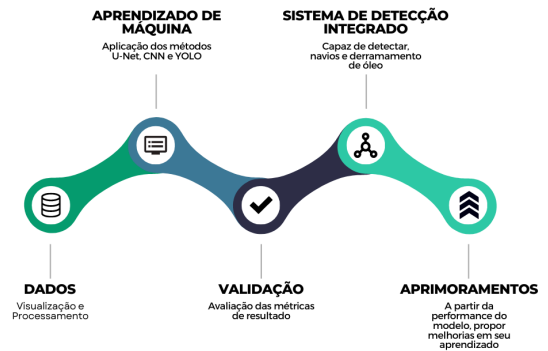 APRENDIZADO DE
MÁQUINA
Aplicação dos métodos
U-Net, CNN e YOLO
SISTEMA DE DETECÇÃO
INTEGRADO
Capaz de detectar,
navios e derramamento
de óleo
DADOS
Visualização e
Processamento
VALIDAÇÃO
Avaliação das métricas
de resultado
APRIMORAMENTOS
A partir da
performance do
modelo, propor
melhorias em seu
aprendizado